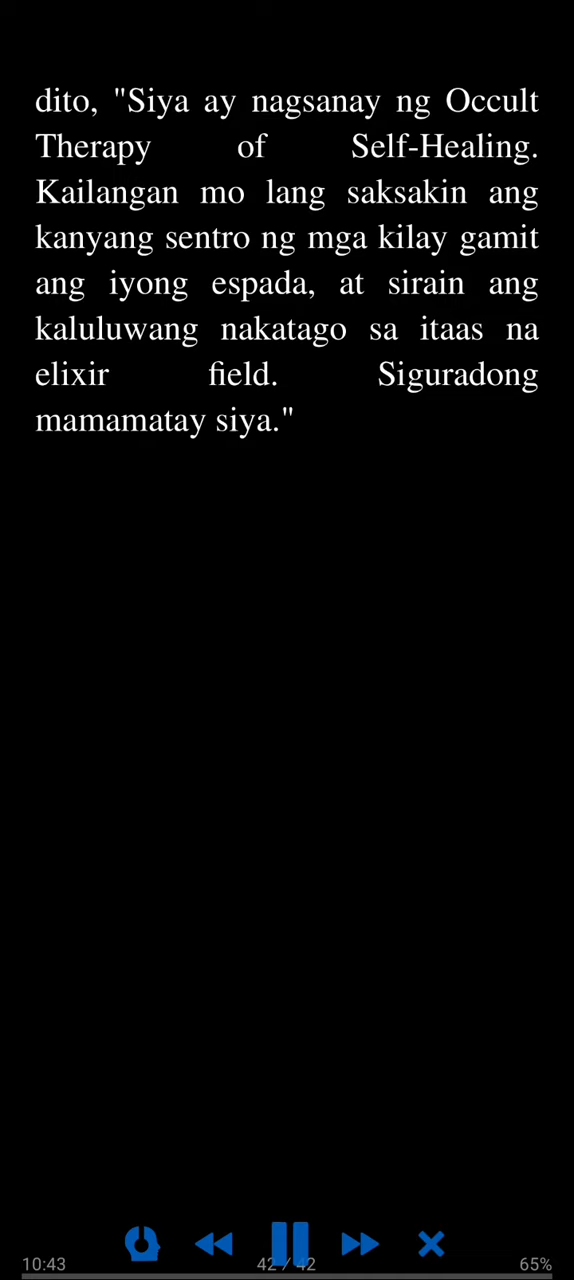 dito, "Siya ay nagsanay ng Occult
Therapy of Self-Healing.
Kailangan mo lang saksakin ang
kanyang sentro ng mga kilay gamit
ang iyong espada, at sirain ang
kaluluwang nakatago sa itaas na
elixir field. Siguradong
mamamatay siya."
10:43 42 / 42 65%